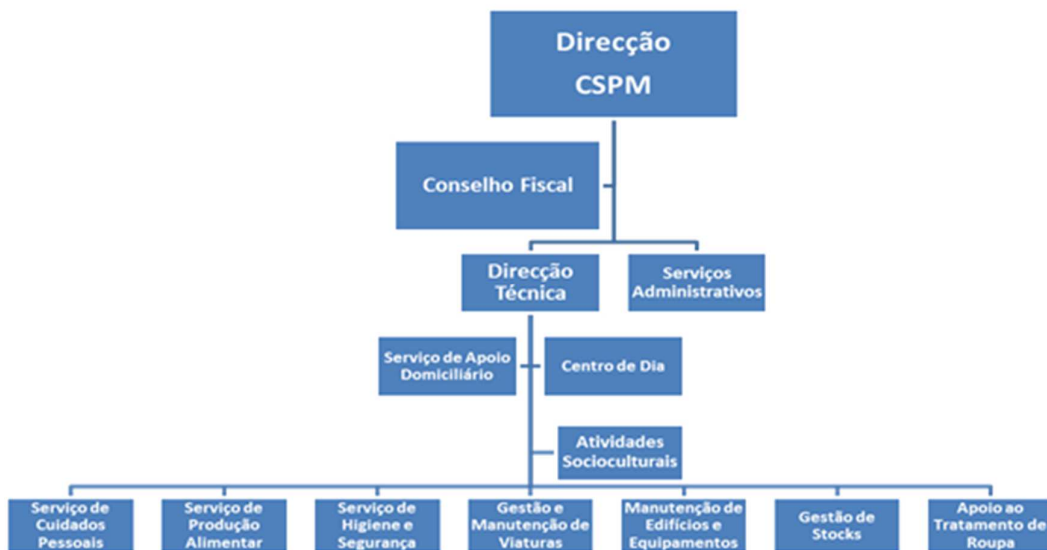 Direcção
CSPM
Conselho Fiscal
Direcção
Técnica
Serviços
Administrativos
Serviço de Apoio
Domiciliário
Centro de Dia
Atividades
Socioculturais
Serviço de
Cuidados
Pessoais
Serviço de
Produção
Alimentar
Serviço de
Higiene e
Segurança
Gestão e
Manutenção de
Viaturas
Manutenção de
Edifícios e
Equipamentos
Gestão de
Stocks
Apoio ao
Tratamento de
Roupa